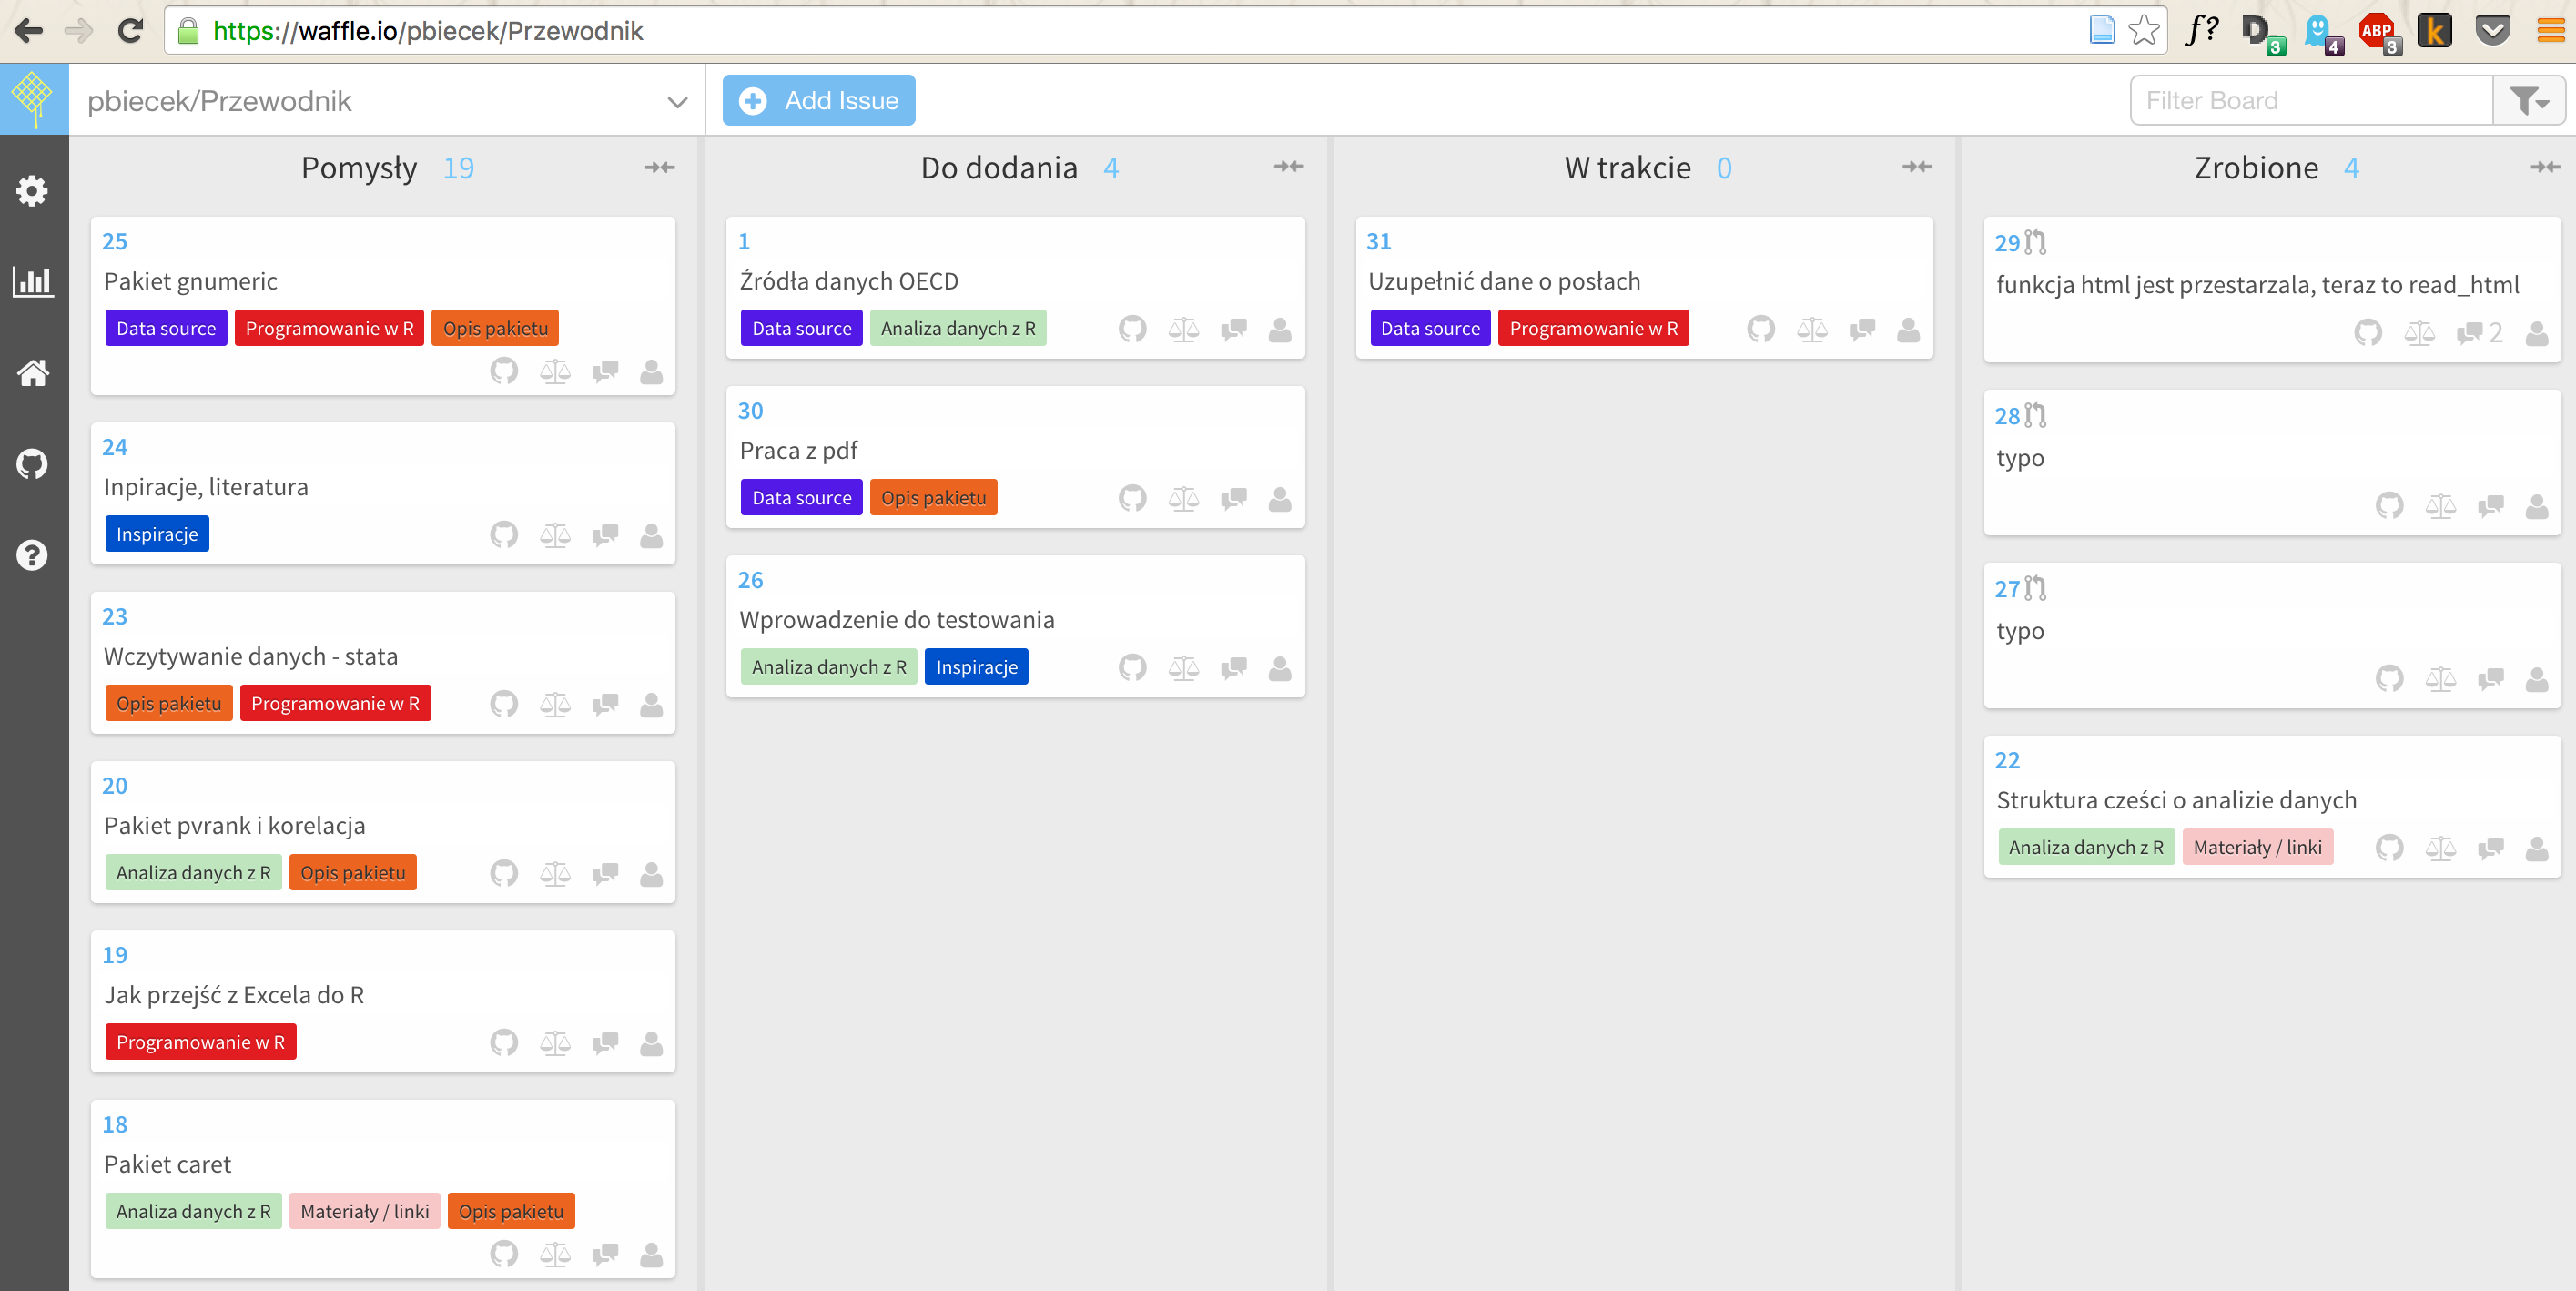 https://waffle.io/pbiecek/Przewodnik
f?
D 3
4
ABP 3
k
pbiecek/Przewodnik
Add Issue
Filter Board
Pomysły 19
25
Pakiet gnumeric
Data source Programowanie w R Opis pakietu
24
Inpiracje, literatura
Inspiracje
23
Wczytywanie danych - stata
Opis pakietu Programowanie w R
20
Pakiet pvrank i korelacja
Analiza danych z R Opis pakietu
19
Jak przejść z Excela do R
Programowanie w R
18
Pakiet caret
Analiza danych z R Materiały / linki Opis pakietu
Do dodania 4
1
Źródła danych OECD
Data source Analiza danych z R
30
Praca z pdf
Data source Opis pakietu
26
Wprowadzenie do testowania
Analiza danych z R Inspiracje
W trakcie 0
31
Uzupełnić dane o posłach
Data source Programowanie w R
Zrobione 4
29
funkcja html jest przestarzala, teraz to read_html
2
28
typo
27
typo
22
Struktura cześci o analizie danych
Analiza danych z R Materiały / linki